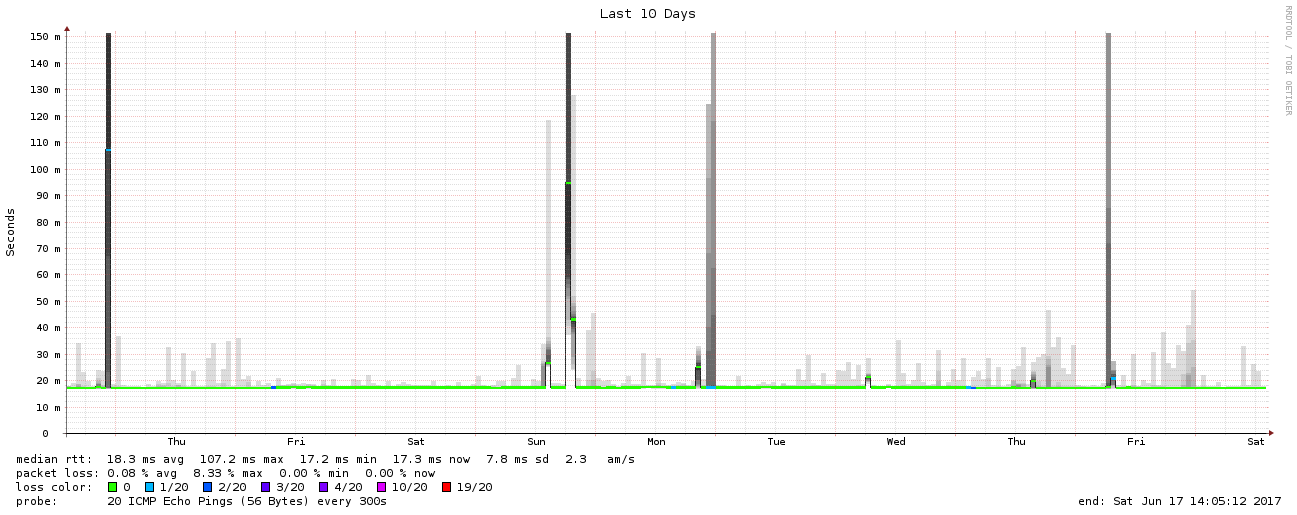 Last 10 Days
RRDTOOL / TOBI OETIKER
Seconds
150 m
140 m
130 m
120 m
110 m
100 m
90 m
80 m
70 m
60 m
50 m
40 m
30 m
20 m
10 m
0
Thu Fri Sat Sun Mon Tue Wed Thu Fri Sat
median rtt: 18.3 ms avg 107.2 ms max 17.2 ms min 17.3 ms now 7.8 ms sd 2.3 am/s
packet loss: 0.08 % avg 8.33 % max 0.00 % min 0.00 % now
loss color: 0 1/20 2/20 3/20 4/20 10/20 19/20
probe: 20 ICMP Echo Pings (56 Bytes) every 300s end: Sat Jun 17 14:05:12 2017